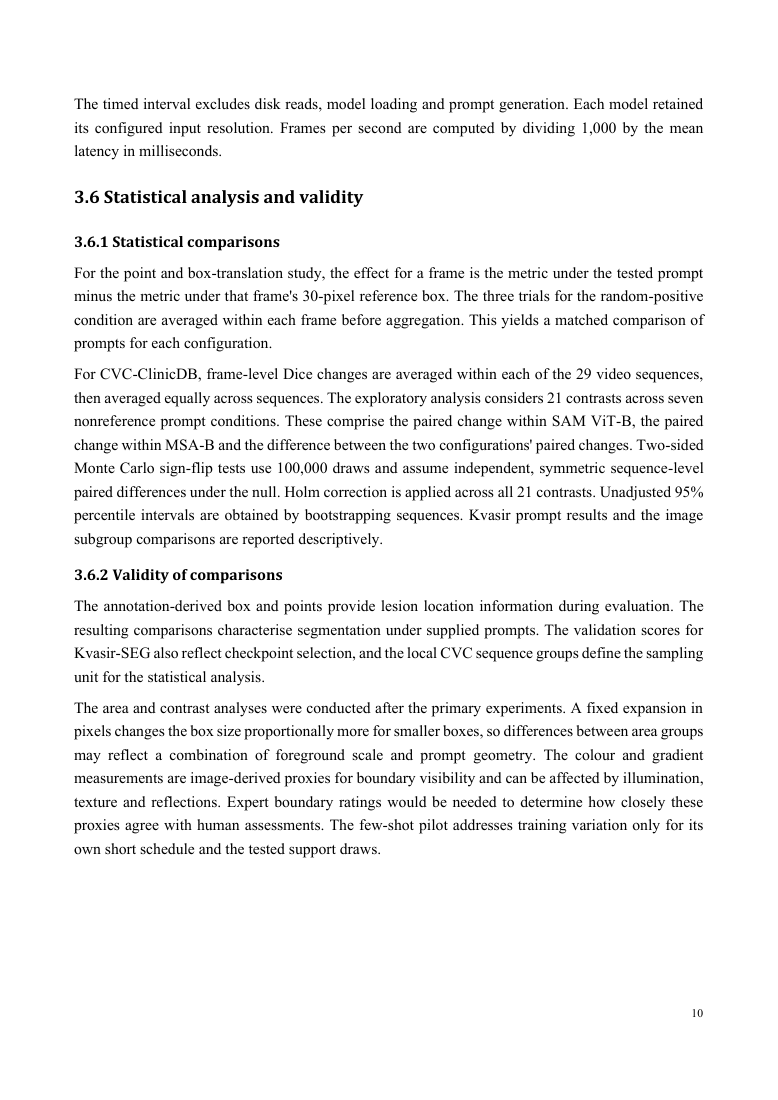 The timed interval excludes disk reads, model loading and prompt generation. Each model retained
its configured input resolution. Frames per second are computed by dividing 1,000 by the mean
latency in milliseconds.
3.6 Statistical analysis and validity
3.6.1 Statistical comparisons
For the point and box-translation study, the effect for a frame is the metric under the tested prompt
minus the metric under that frame's 30-pixel reference box. The three trials for the random-positive
condition are averaged within each frame before aggregation. This yields a matched comparison of
prompts for each configuration.
For CVC-ClinicDB, frame-level Dice changes are averaged within each of the 29 video sequences,
then averaged equally across sequences. The exploratory analysis considers 21 contrasts across seven
nonreference prompt conditions. These comprise the paired change within SAM ViT-B, the paired
change within MSA-B and the difference between the two configurations' paired changes. Two-sided
Monte Carlo sign-flip tests use 100,000 draws and assume independent, symmetric sequence-level
paired differences under the null. Holm correction is applied across all 21 contrasts. Unadjusted 95%
percentile intervals are obtained by bootstrapping sequences. Kvasir prompt results and the image
subgroup comparisons are reported descriptively.
3.6.2 Validity of comparisons
The annotation-derived box and points provide lesion location information during evaluation. The
resulting comparisons characterise segmentation under supplied prompts. The validation scores for
Kvasir-SEG also reflect checkpoint selection, and the local CVC sequence groups define the sampling
unit for the statistical analysis.
The area and contrast analyses were conducted after the primary experiments. A fixed expansion in
pixels changes the box size proportionally more for smaller boxes, so differences between area groups
may reflect a combination of foreground scale and prompt geometry. The colour and gradient
measurements are image-derived proxies for boundary visibility and can be affected by illumination,
texture and reflections. Expert boundary ratings would be needed to determine how closely these
proxies agree with human assessments. The few-shot pilot addresses training variation only for its
own short schedule and the tested support draws.
10